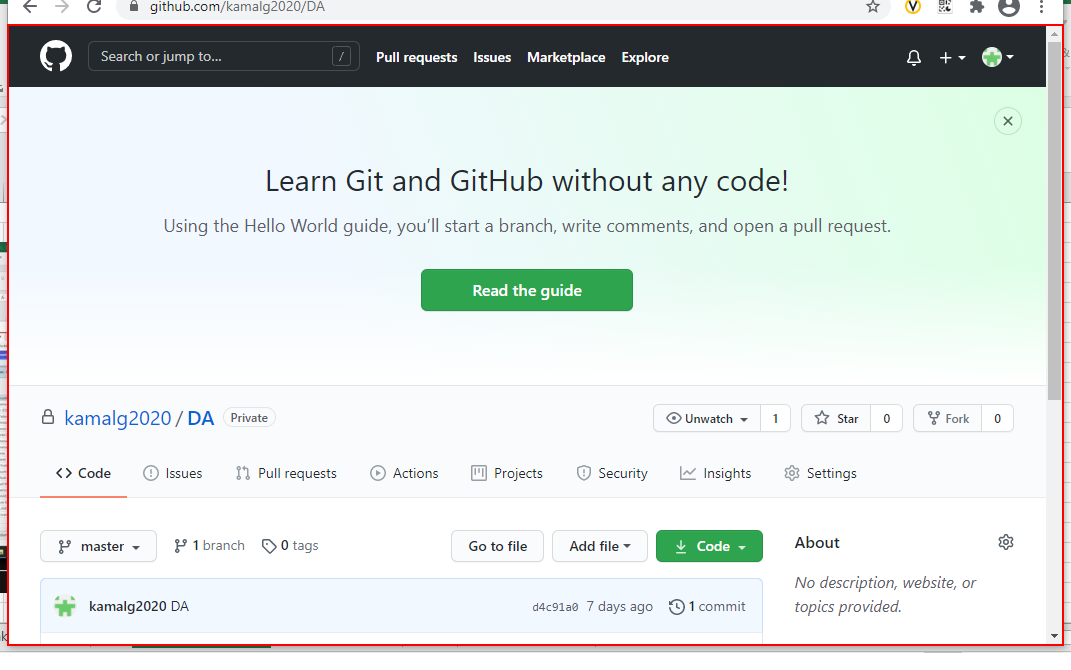 github.com/kamalg2020/DA
Search or jump to... / Pull requests Issues Marketplace Explore
Learn Git and GitHub without any code!
Using the Hello World guide, you’ll start a branch, write comments, and open a pull request.
Read the guide
kamalg2020 / DA Private Unwatch 1 Star 0 Fork 0
Code Issues Pull requests Actions Projects Security Insights Settings
master 1 branch 0 tags Go to file Add file Code About
No description, website, or
topics provided.
kamalg2020 DA d4c91a0 7 days ago 1 commit